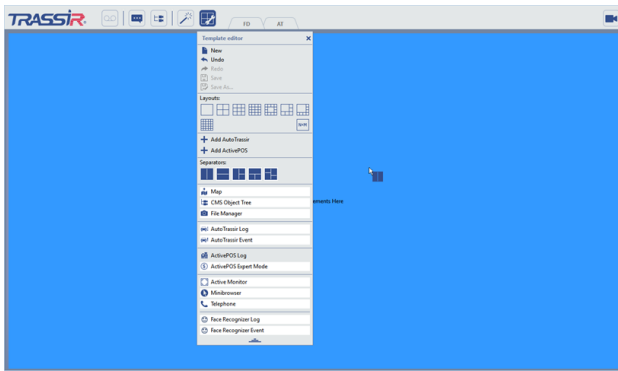 TRASSIR
FD
AT
Template editor
New
Undo
Redo
Save
Save As...
Layouts:
Add AutoTrassir
Add ActivePOS
Separators:
Map
CMS Object Tree
ements Here
File Manager
AutoTrassir Log
AutoTrassir Event
ActivePOS Log
ActivePOS Expert Mode
Active Monitor
Minibrowser
Telephone
Face Recognizer Log
Face Recognizer Event